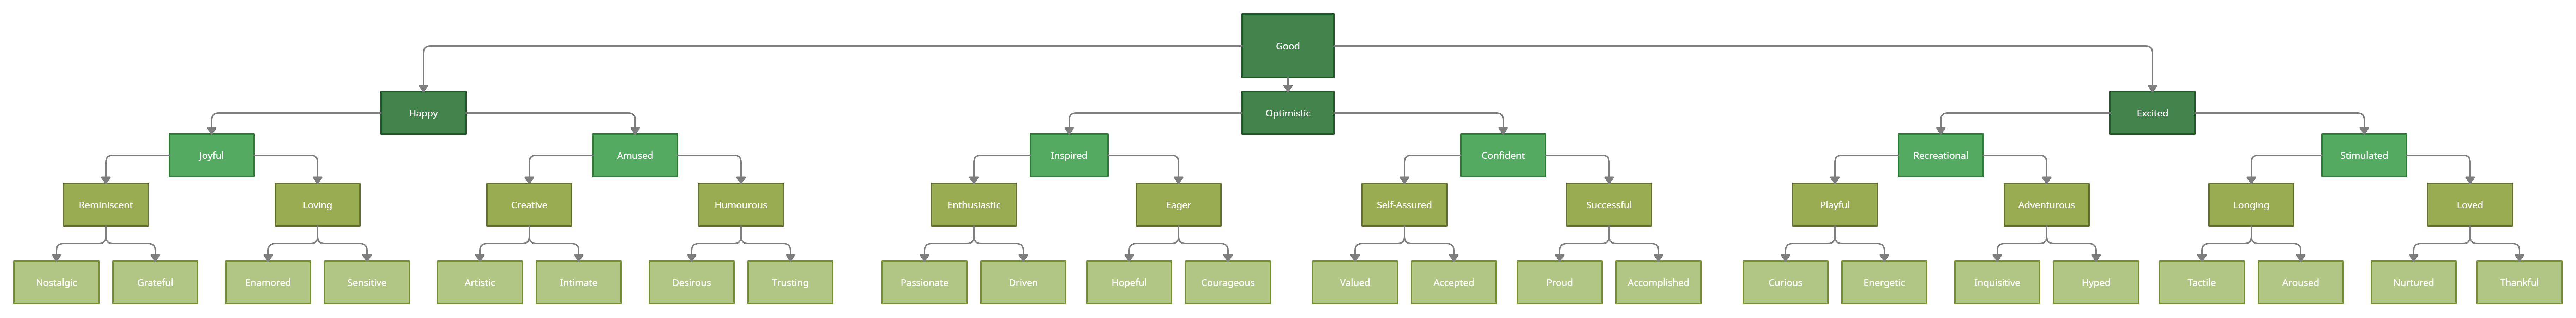 Good
Happy
Optimistic
Excited
Joyful
Amused
Inspired
Confident
Recreational
Stimulated
Reminiscent
Loving
Creative
Humourous
Enthusiastic
Eager
Self-Assured
Successful
Playful
Adventurous
Longing
Loved
Nostalgic
Grateful
Enamored
Sensitive
Artistic
Intimate
Desirous
Trusting
Passionate
Driven
Hopeful
Courageous
Valued
Accepted
Proud
Accomplished
Curious
Energetic
Inquisitive
Hyped
Tactile
Aroused
Nurtured
Thankful